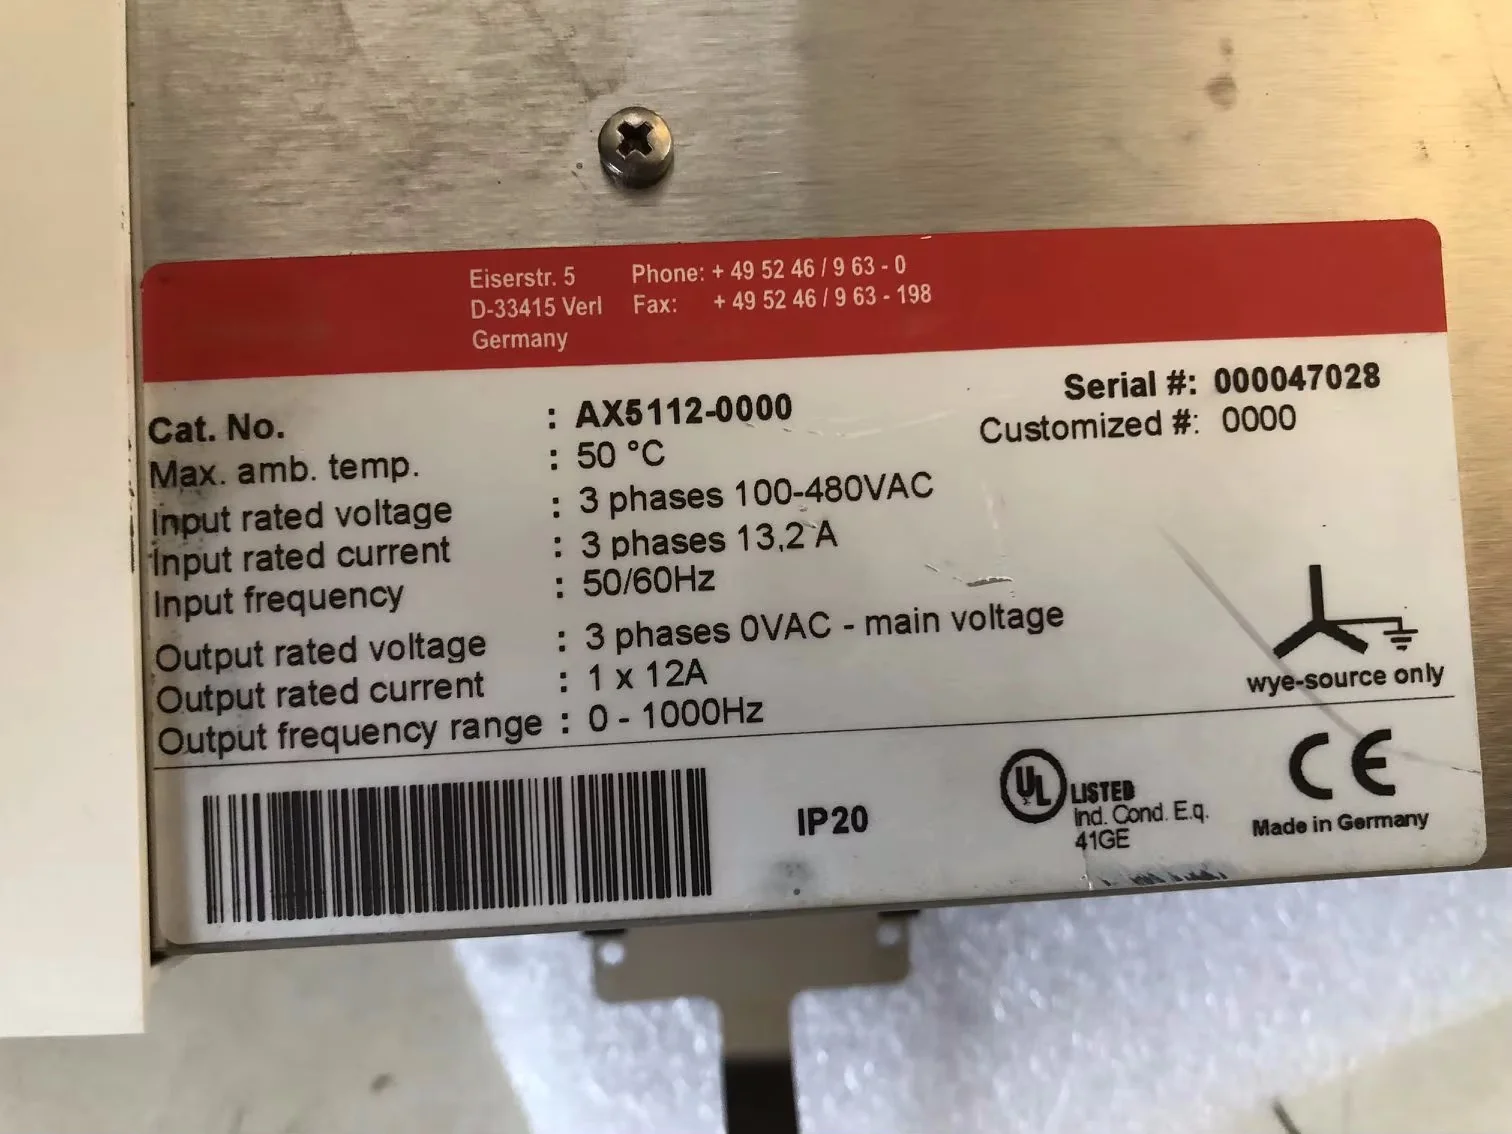 Eiserstr. 5 Phone: + 49 52 46 / 9 63 - 0
D-33415 Verl Fax: + 49 52 46 / 9 63 - 198
Germany
Serial #: 000047028
Cat. No. : AX5112-0000
Customized #: 0000
Max. amb. temp. : 50 °C
Input rated voltage : 3 phases 100-480VAC
Input rated current : 3 phases 13,2 A
Input frequency : 50/60Hz
Output rated voltage : 3 phases 0VAC - main voltage
Output rated current : 1 x 12A
wye-source only
Output frequency range : 0 - 1000Hz
IP20
UL LISTED
Ind. Cond. E.q.
41GE
CE
Made in Germany